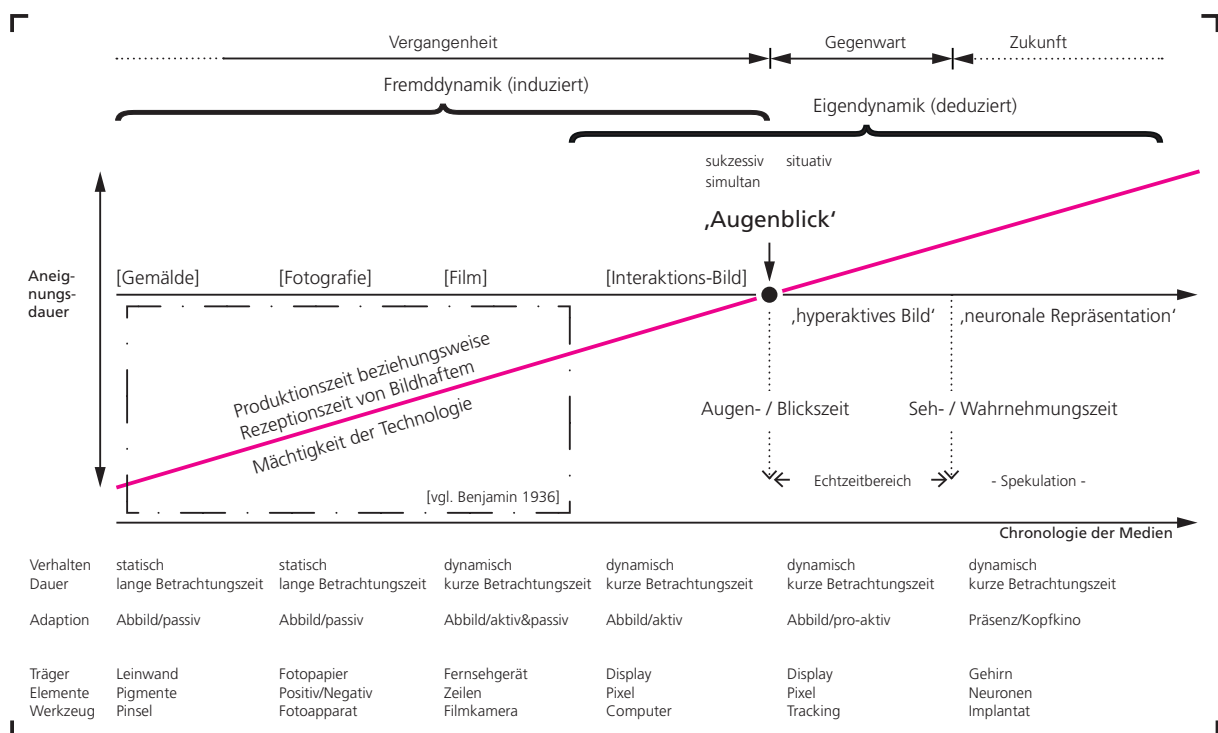 Vergangenheit Gegenwart Zukunft
Fremddynamik (induziert)
Eigendynamik (deduziert)
sukzessiv situativ
simultan
‚Augenblick‘
Aneig-
nungs-
dauer
[Gemälde] [Fotografie] [Film] [Interaktions-Bild]
‚hyperaktives Bild‘ ‚neuronale Repräsentation‘
Produktionszeit beziehungsweise
Rezeptionszeit von Bildhaftem
Mächtigkeit der Technologie
Augen- / Blickszeit Seh- / Wahrnehmungszeit
[vgl. Benjamin 1936]
Echtzeitbereich - Spekulation -
Chronologie der Medien
Verhalten statisch statisch dynamisch dynamisch dynamisch dynamisch
Dauer lange Betrachtungszeit lange Betrachtungszeit kurze Betrachtungszeit kurze Betrachtungszeit kurze Betrachtungszeit kurze Betrachtungszeit
Adaption Abbild/passiv Abbild/passiv Abbild/aktiv&passiv Abbild/aktiv Abbild/pro-aktiv Präsenz/Kopfkino
Träger Leinwand Fotopapier Fernsehgerät Display Display Gehirn
Elemente Pigmente Positiv/Negativ Zeilen Pixel Pixel Neuronen
Werkzeug Pinsel Fotoapparat Filmkamera Computer Tracking Implantat